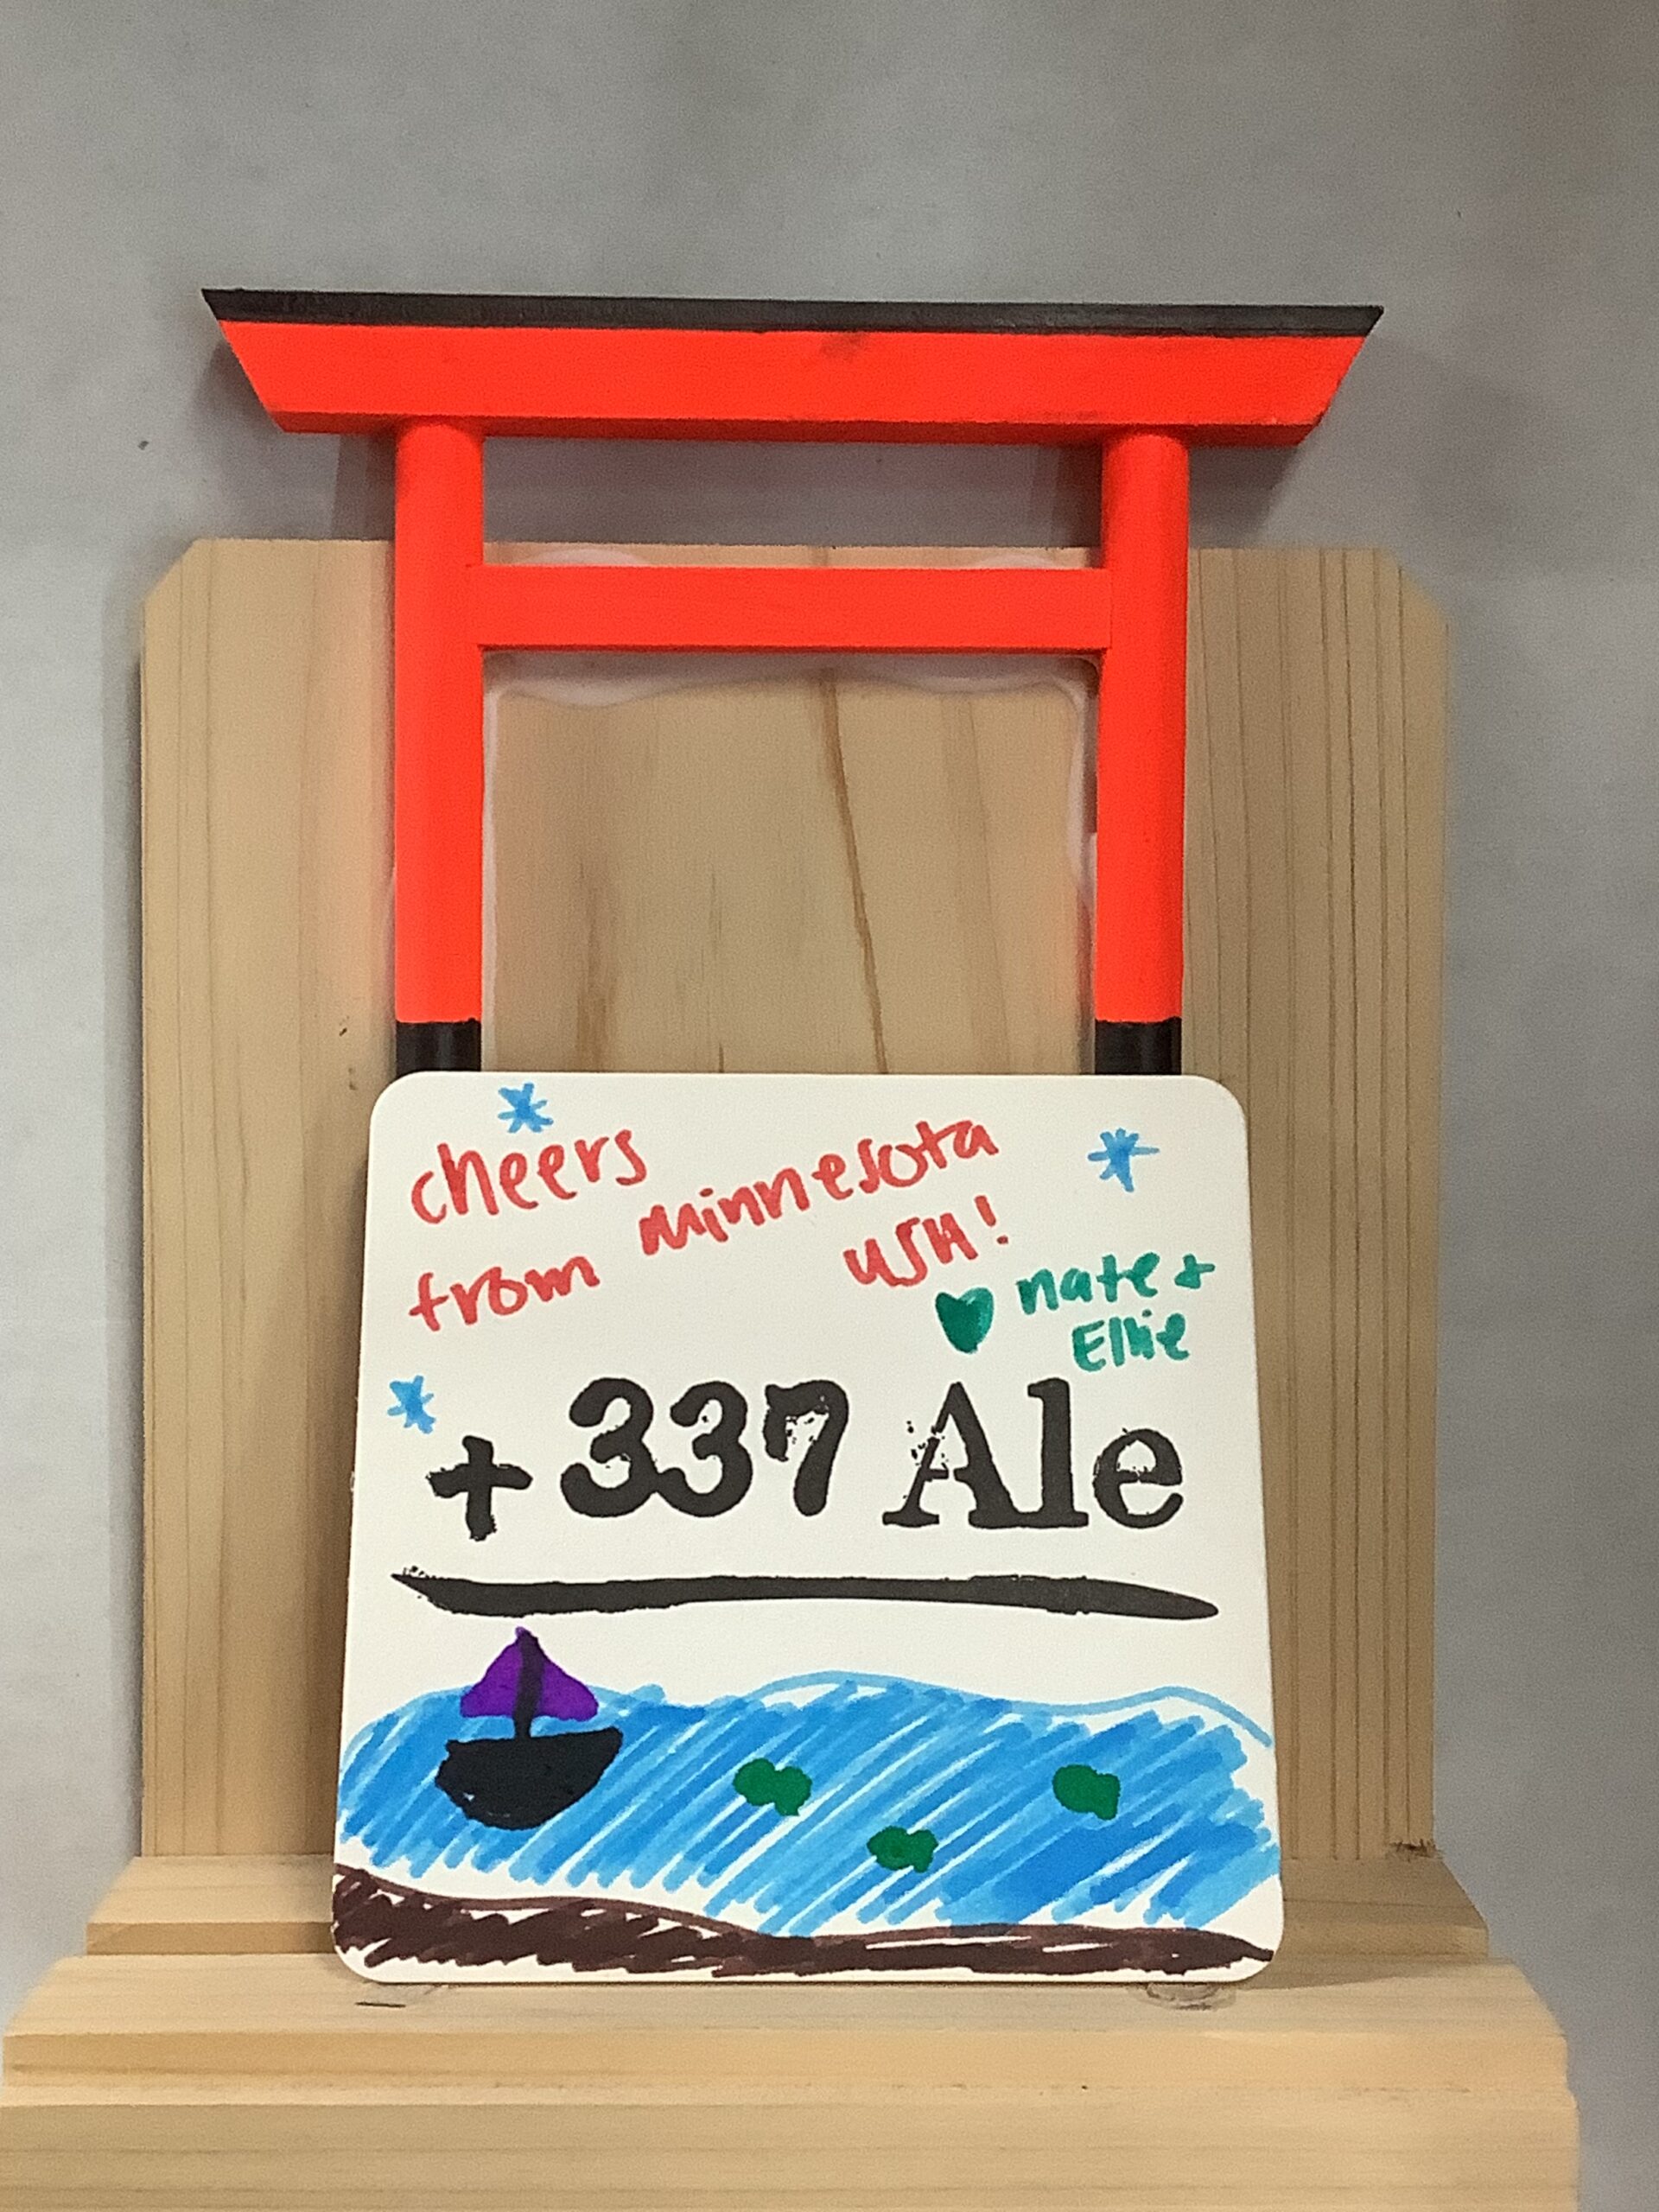 cheers
from minnesota
USA!
nate +
Ellie
+337 Ale